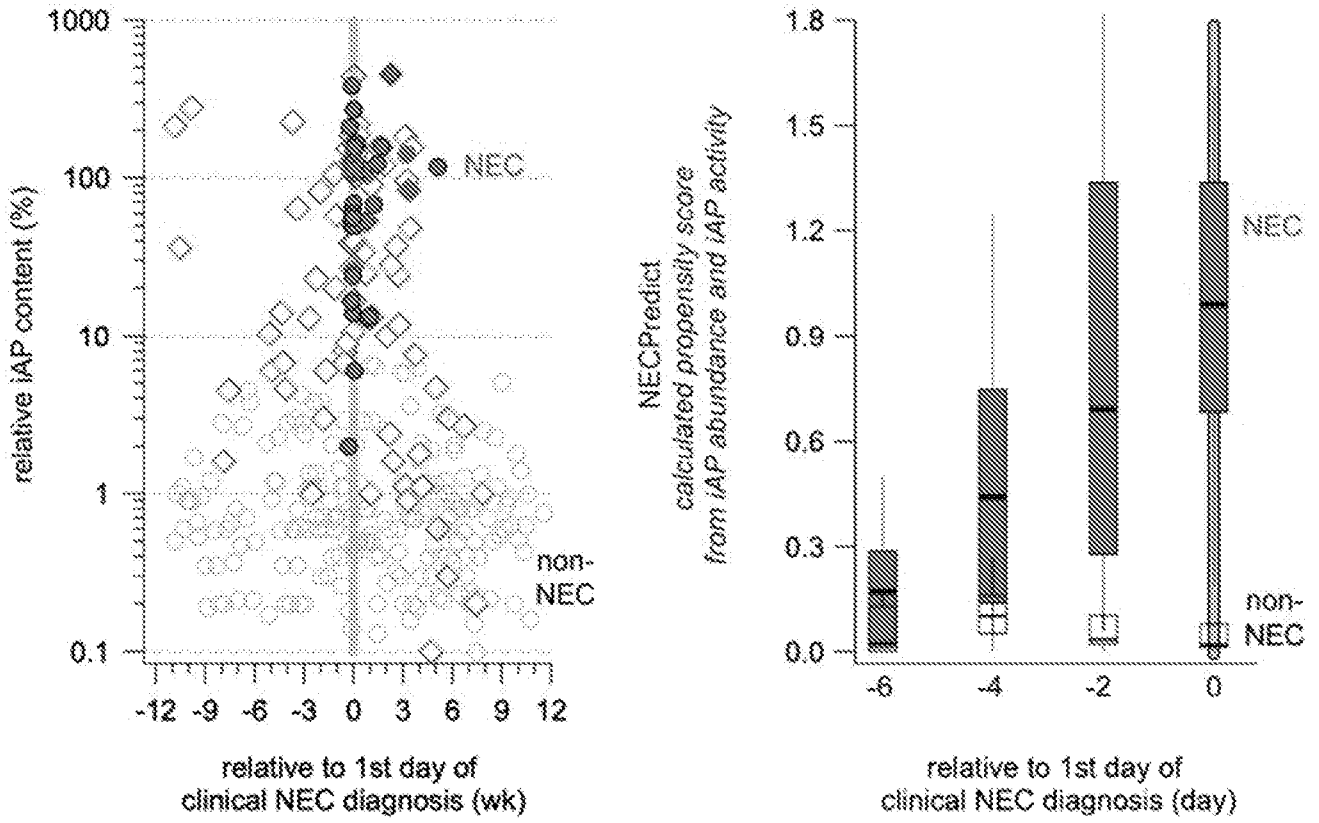 relative iAP content (%)
1000
100
10
1
0.1
NEC
non-
NEC
-12 -9 -6 -3 0 3 6 9 12
relative to 1st day of
clinical NEC diagnosis (wk)
NECPredict
calculated propensity score
from iAP abundance and iAP activity
1.8
1.5
1.2
0.9
0.6
0.3
0.0
NEC
non-
NEC
-6 -4 -2 0
relative to 1st day of
clinical NEC diagnosis (day)